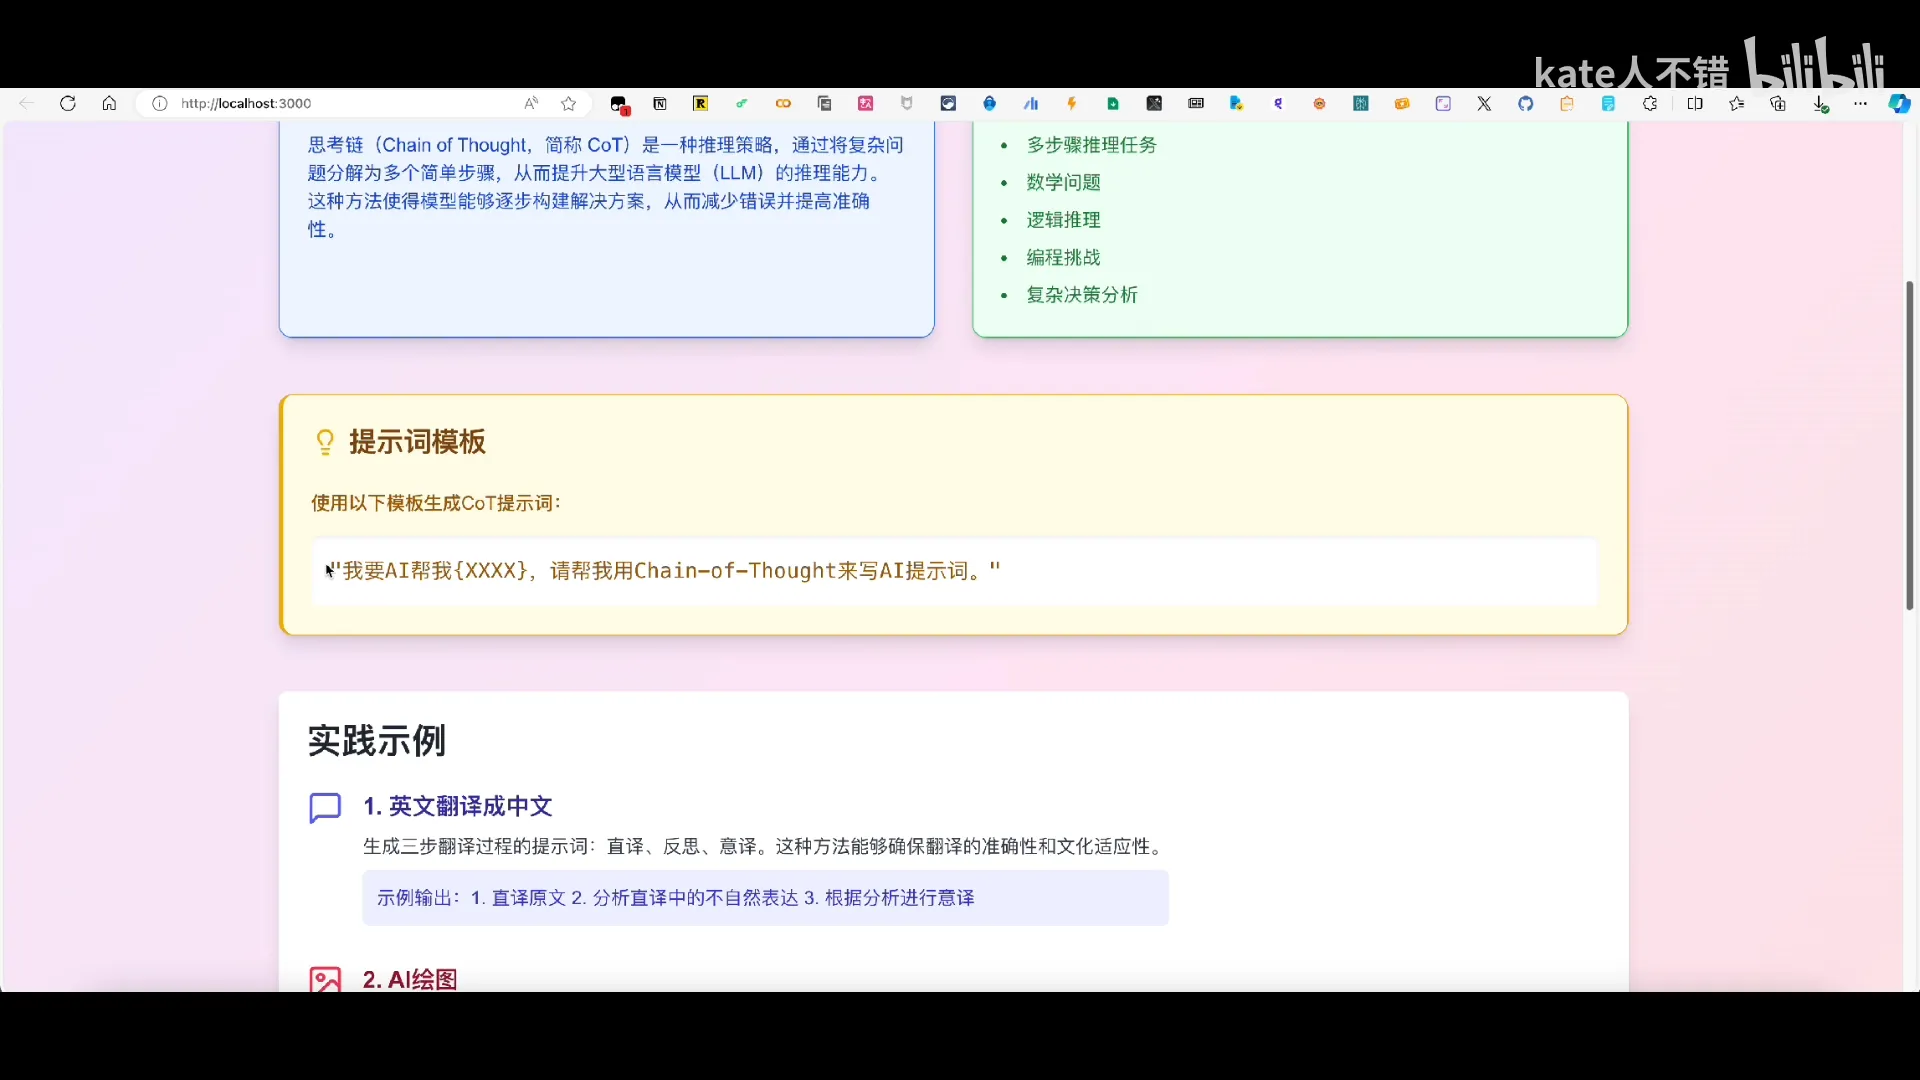 kate人不错 bilibili
http://localhost:3000
思考链（Chain of Thought，简称 CoT）是一种推理策略，通过将复杂问
题分解为多个简单步骤，从而提升大型语言模型（LLM）的推理能力。
这种方法使得模型能够逐步构建解决方案，从而减少错误并提高准确
性。
• 多步骤推理任务
• 数学问题
• 逻辑推理
• 编程挑战
• 复杂决策分析
提示词模板
使用以下模板生成CoT提示词：
"我要AI帮我{XXXX}，请帮我用Chain-of-Thought来写AI提示词。"
实践示例
1. 英文翻译成中文
生成三步翻译过程的提示词：直译、反思、意译。这种方法能够确保翻译的准确性和文化适应性。
示例输出：1. 直译原文 2. 分析直译中的不自然表达 3. 根据分析进行意译
2. AI绘图